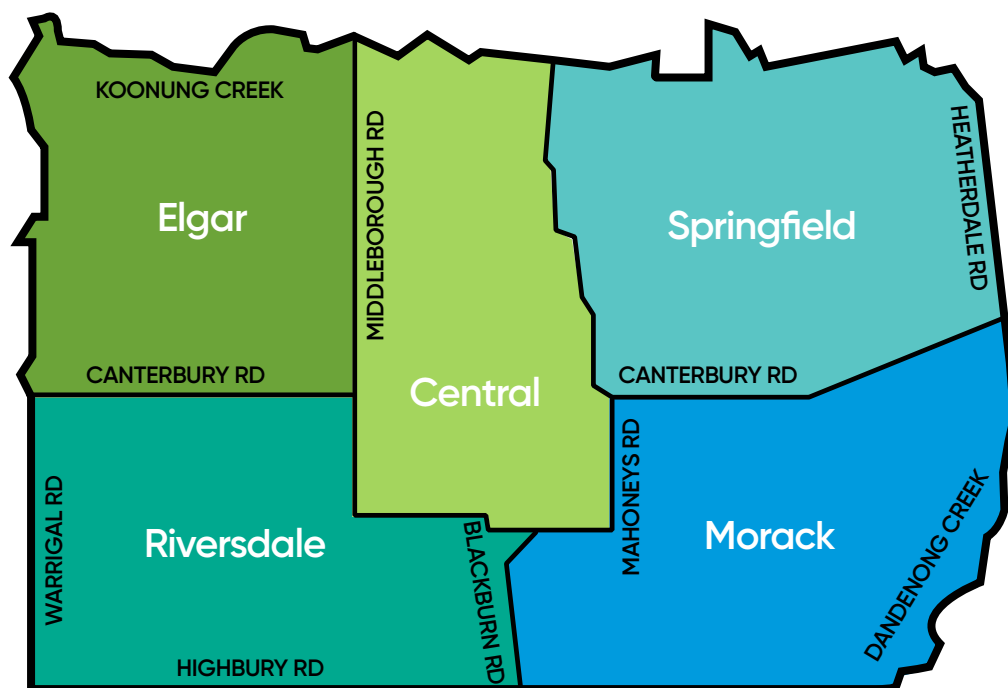 KOONUNG CREEK
MIDDLEBOROUGH RD
HEATHERDALE RD
Elgar
Springfield
CANTERBURY RD
CANTERBURY RD
Central
MAHONEYS RD
WARRIGAL RD
Riversdale
BLACKBURN RD
Morack
DANDENONG CREEK
HIGHBURY RD